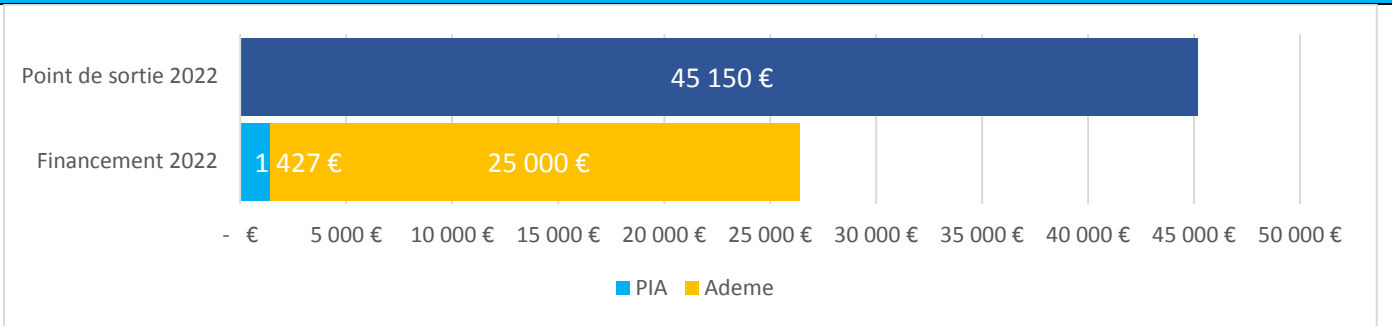 Point de sortie 2022
45 150 €
Financement 2022
1 427 €
25 000 €
- € 5 000 € 10 000 € 15 000 € 20 000 € 25 000 € 30 000 € 35 000 € 40 000 € 45 000 € 50 000 €
PIA Ademe